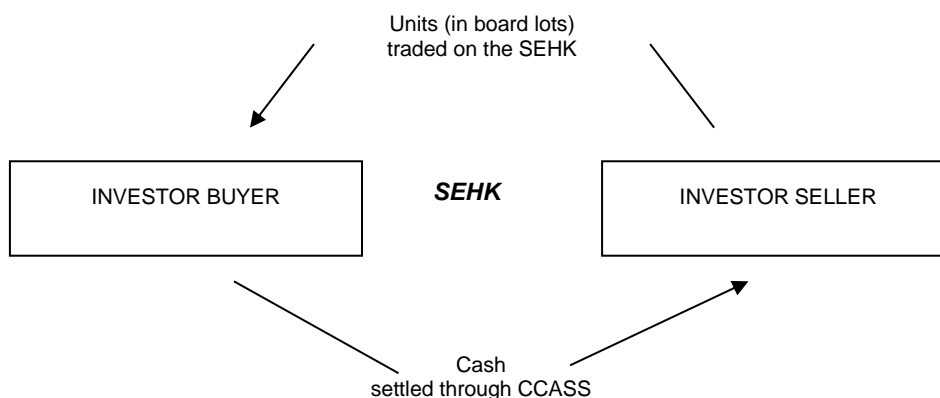 Units (in board lots)
traded on the SEHK
INVESTOR BUYER
SEHK
INVESTOR SELLER
Cash
settled through CCASS